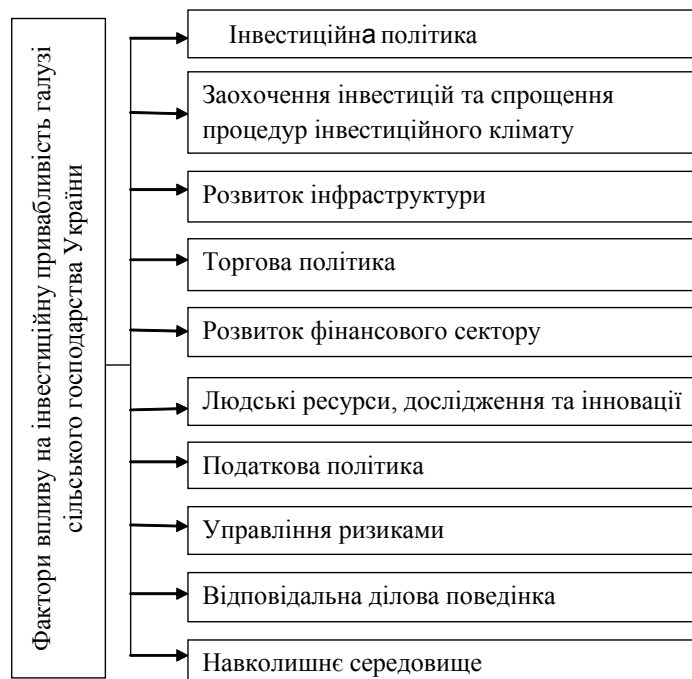 Фактори впливу на інвестиційну привабливість галузі
сільського господарства України
Інвестиційна політика
Заохочення інвестицій та спрощення
процедур інвестиційного клімату
Розвиток інфраструктури
Торгова політика
Розвиток фінансового сектору
Людські ресурси, дослідження та інновації
Податкова політика
Управління ризиками
Відповідальна ділова поведінка
Навколишнє середовище